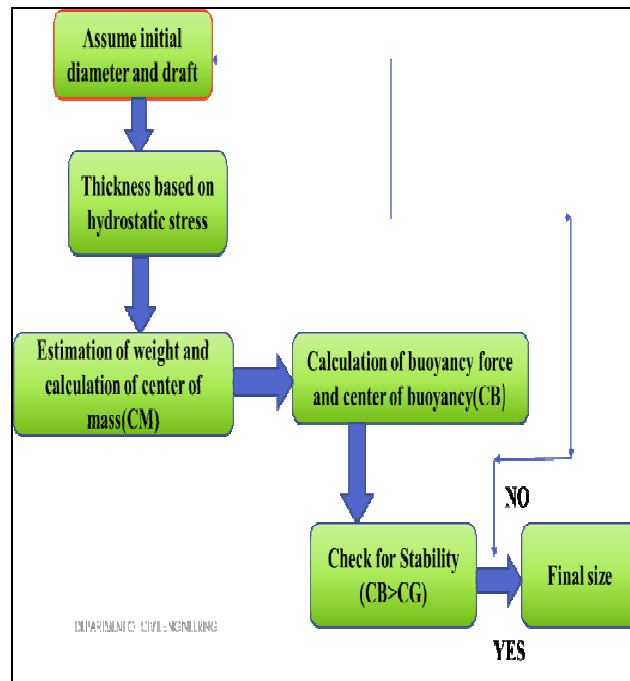 Assume initial
diameter and draft
Thickness based on
hydrostatic stress
Estimation of weight and
calculation of center of
mass(CM)
Calculation of buoyancy force
and center of buoyancy(CB)
NO
Check for Stability
(CB>CG)
Final size
YES
CIVIL ENGINEERING